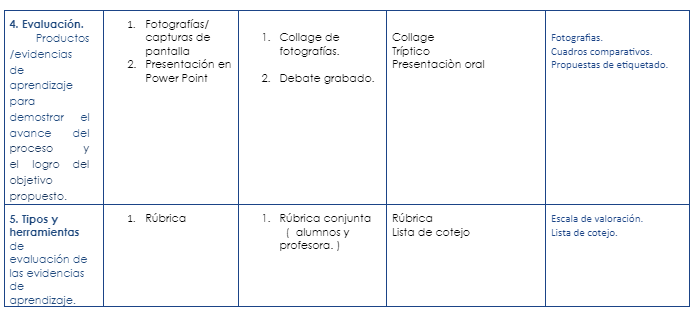 4. Evaluación.
Productos
/evidencias
de
aprendizaje
para
demostrar el
avance del
proceso y
el logro del
objetivo
propuesto.
1. Fotografías/
capturas de
pantalla
2. Presentación en
Power Point
1. Collage de
fotografías.
2. Debate grabado.
Collage
Tríptico
Presentaciòn oral
Fotografias.
Cuadros comparativos.
Propuestas de etiquetado.
5. Tipos y
herramientas
de
evaluación de
las evidencias
de
aprendizaje.
1. Rúbrica
1. Rúbrica conjunta
( alumnos y
profesora. )
Rúbrica
Lista de cotejo
Escala de valoración.
Lista de cotejo.